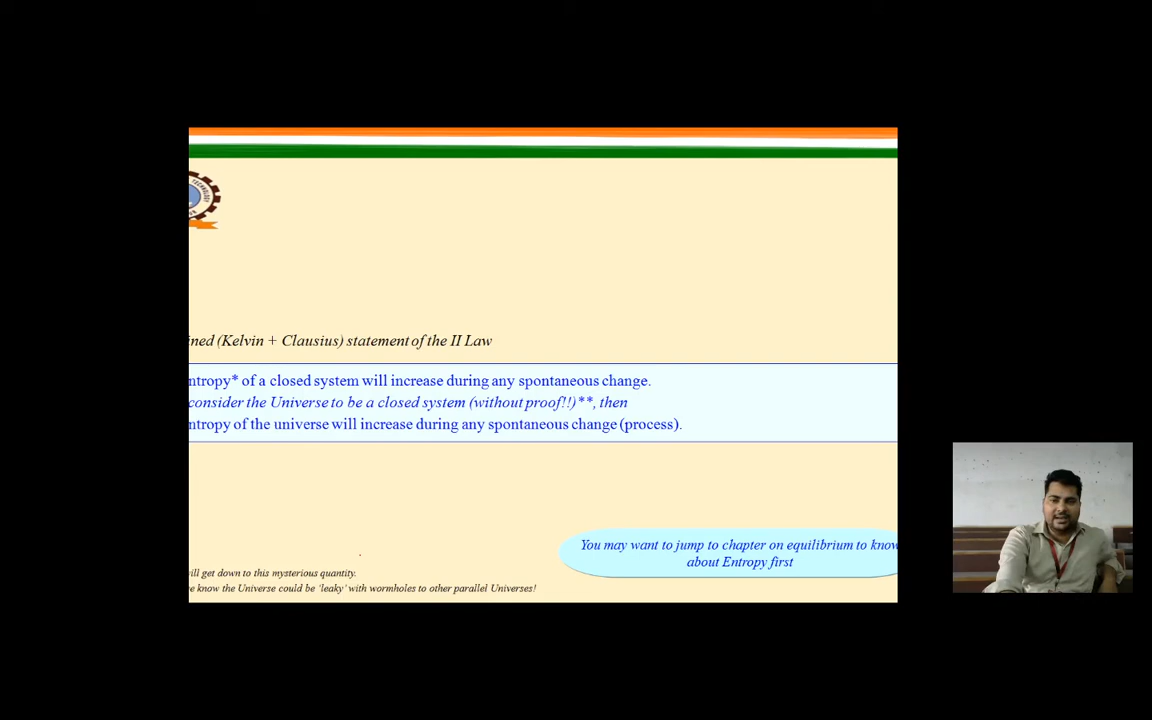 TECHNOLOGY
ined (Kelvin + Clausius) statement of the II Law
ntropy* of a closed system will increase during any spontaneous change.
consider the Universe to be a closed system (without proof!!)**, then
ntropy of the universe will increase during any spontaneous change (process).
You may want to jump to chapter on equilibrium to know
about Entropy first
will get down to this mysterious quantity.
e know the Universe could be 'leaky' with wormholes to other parallel Universes!